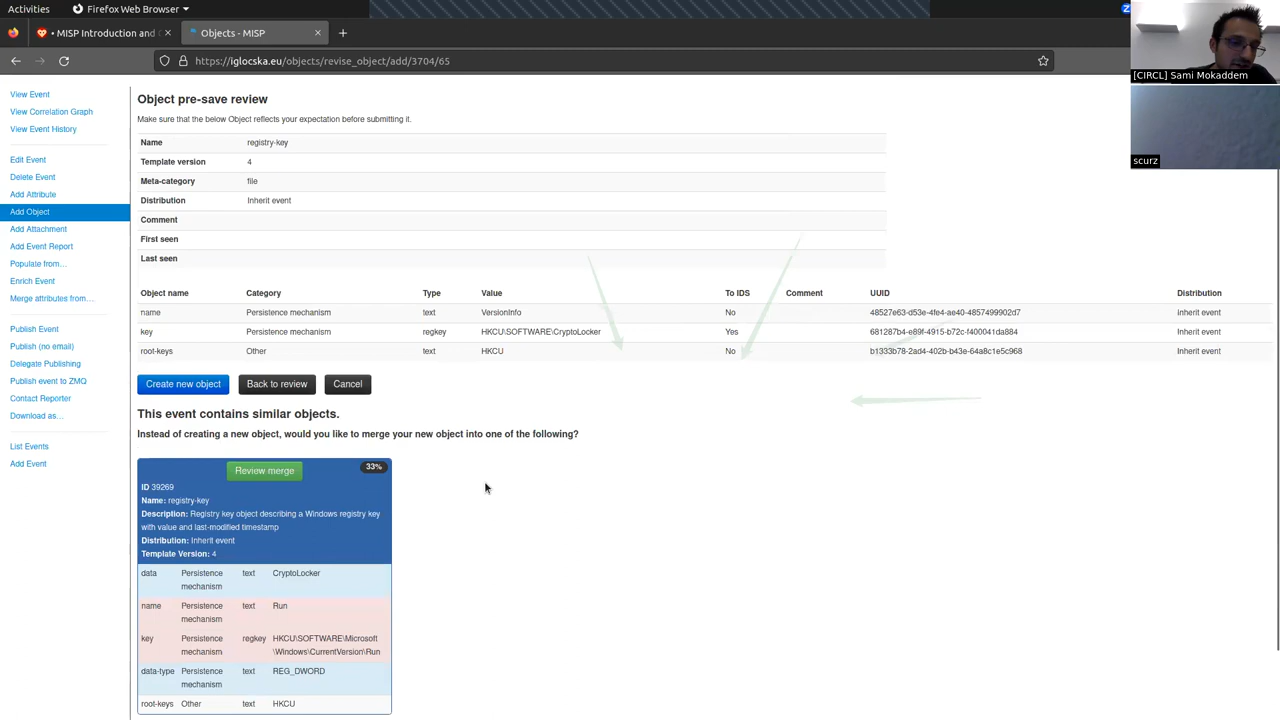 Activities
Firefox Web Browser
Z
• MISP Introduction and
Objects - MISP
https://iglocska.eu/objects/revise_object/add/3704/65
[CIRCL] Sami Mokaddem
scurz
View Event
View Correlation Graph
View Event History
Edit Event
Delete Event
Add Attribute
Add Object
Add Attachment
Add Event Report
Populate from…
Enrich Event
Merge attributes from…
Publish Event
Publish (no email)
Delegate Publishing
Publish event to ZMQ
Contact Reporter
Download as…
List Events
Add Event
Object pre-save review
Make sure that the below Object reflects your expectation before submitting it.
Name registry-key
Template version 4
Meta-category file
Distribution Inherit event
Comment
First seen
Last seen
Object name Category Type Value To IDS Comment UUID Distribution
name Persistence mechanism text VersionInfo No 48527e63-d53e-4fe4-ae40-4857499902d7 Inherit event
key Persistence mechanism regkey HKCU\SOFTWARE\CryptoLocker Yes 681287b4-e89f-4915-b72c-f400041da884 Inherit event
root-keys Other text HKCU No b1333b78-2ad4-402b-b43e-64a8c1e5c968 Inherit event
Create new object Back to review Cancel
This event contains similar objects.
Instead of creating a new object, would you like to merge your new object into one of the following?
Review merge 33%
ID 39269
Name: registry-key
Description: Registry key object describing a Windows registry key
with value and last-modified timestamp
Distribution: Inherit event
Template Version: 4
data Persistence text CryptoLocker
mechanism
name Persistence text Run
mechanism
key Persistence regkey HKCU\SOFTWARE\Microsoft
mechanism \Windows\CurrentVersion\Run
data-type Persistence text REG_DWORD
mechanism
root-keys Other text HKCU